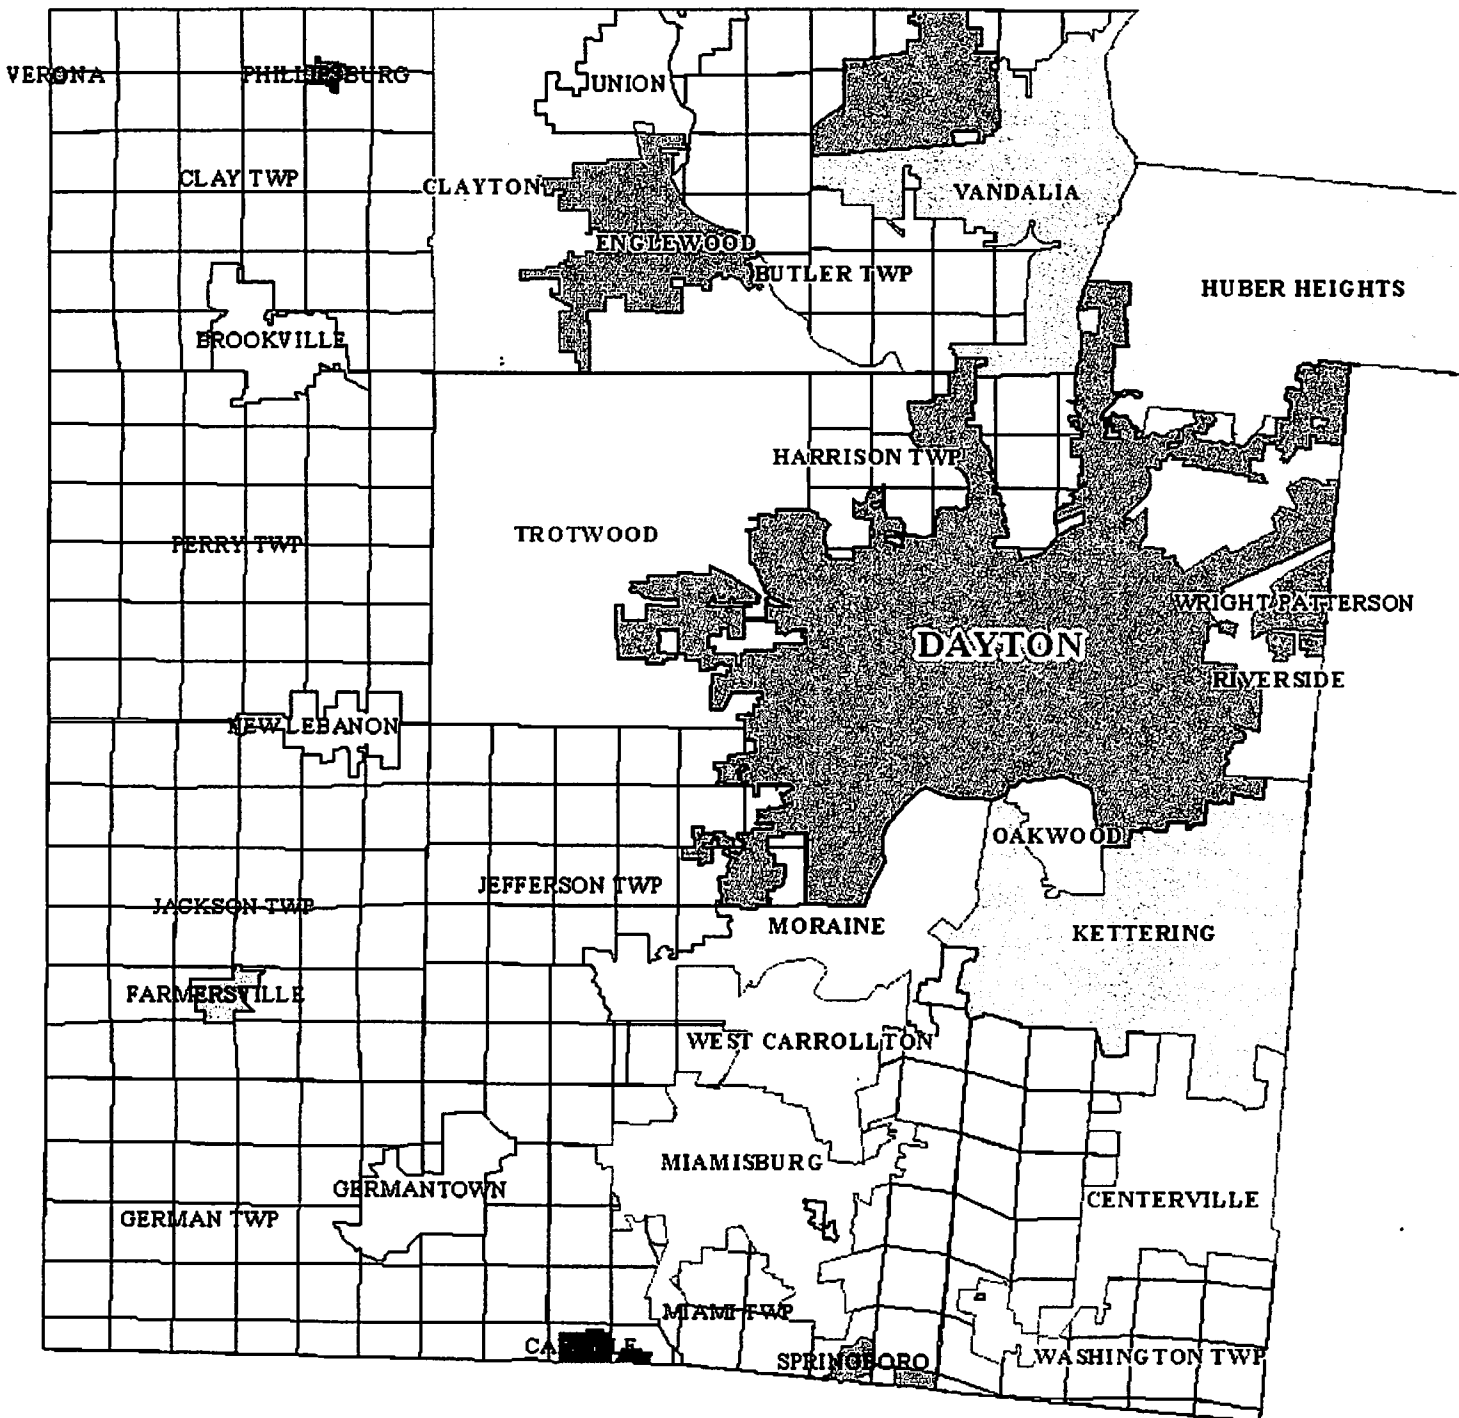 VERONA
PHILLIPSBURG
UNION
CLAY TWP
CLAYTON
VANDALIA
ENGLEWOOD
BUTLER TWP
HUBER HEIGHTS
BROOKVILLE
HARRISON TWP
TROTWOOD
PERRY TWP
WRIGHT PATTERSON
DAYTON
RIVERSIDE
NEW LEBANON
OAKWOOD
JEFFERSON TWP
JACKSON TWP
MORAINE
KETTERING
FARMERSVILLE
WEST CARROLLTON
MIAMISBURG
GERMANTOWN
CENTERVILLE
GERMAN TWP
MIAMI TWP
SPRINGBORO
WASHINGTON TWP